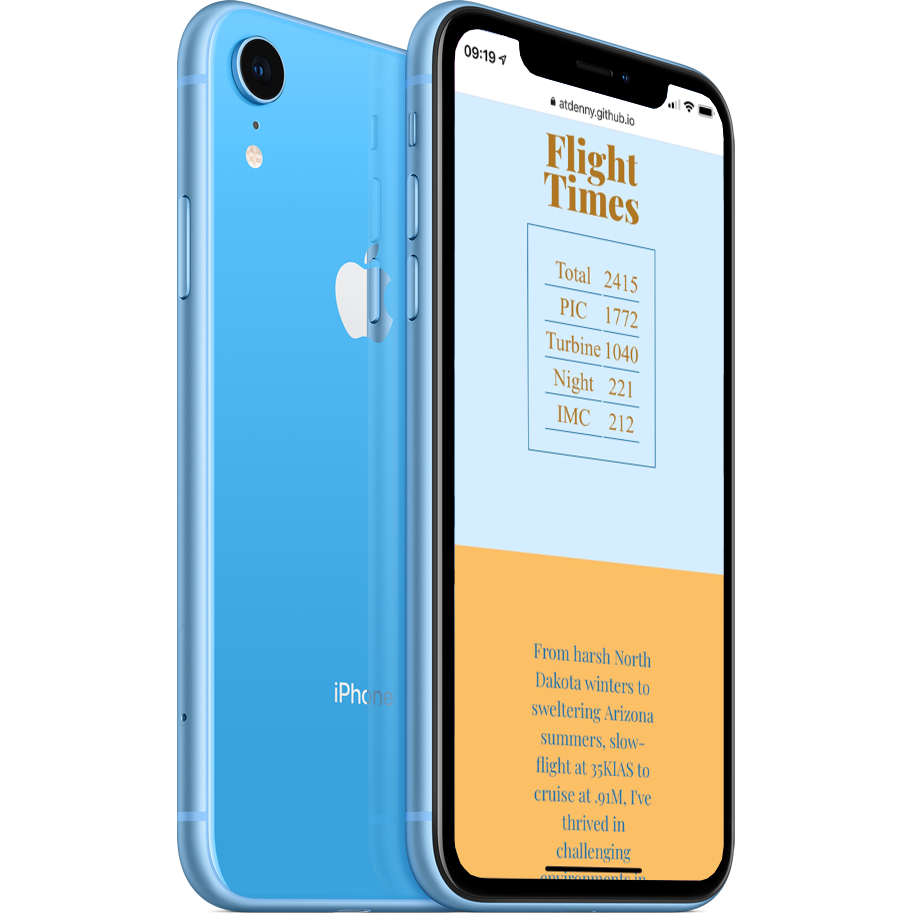 09:19
atdenny.github.io
Flight
Times
Total 2415
PIC 1772
Turbine 1040
Night 221
IMC 212
From harsh North
Dakota winters to
sweltering Arizona
summers, slow-
flight at 35KIAS to
cruise at .91M, I've
thrived in
challenging
environments in
iPhone